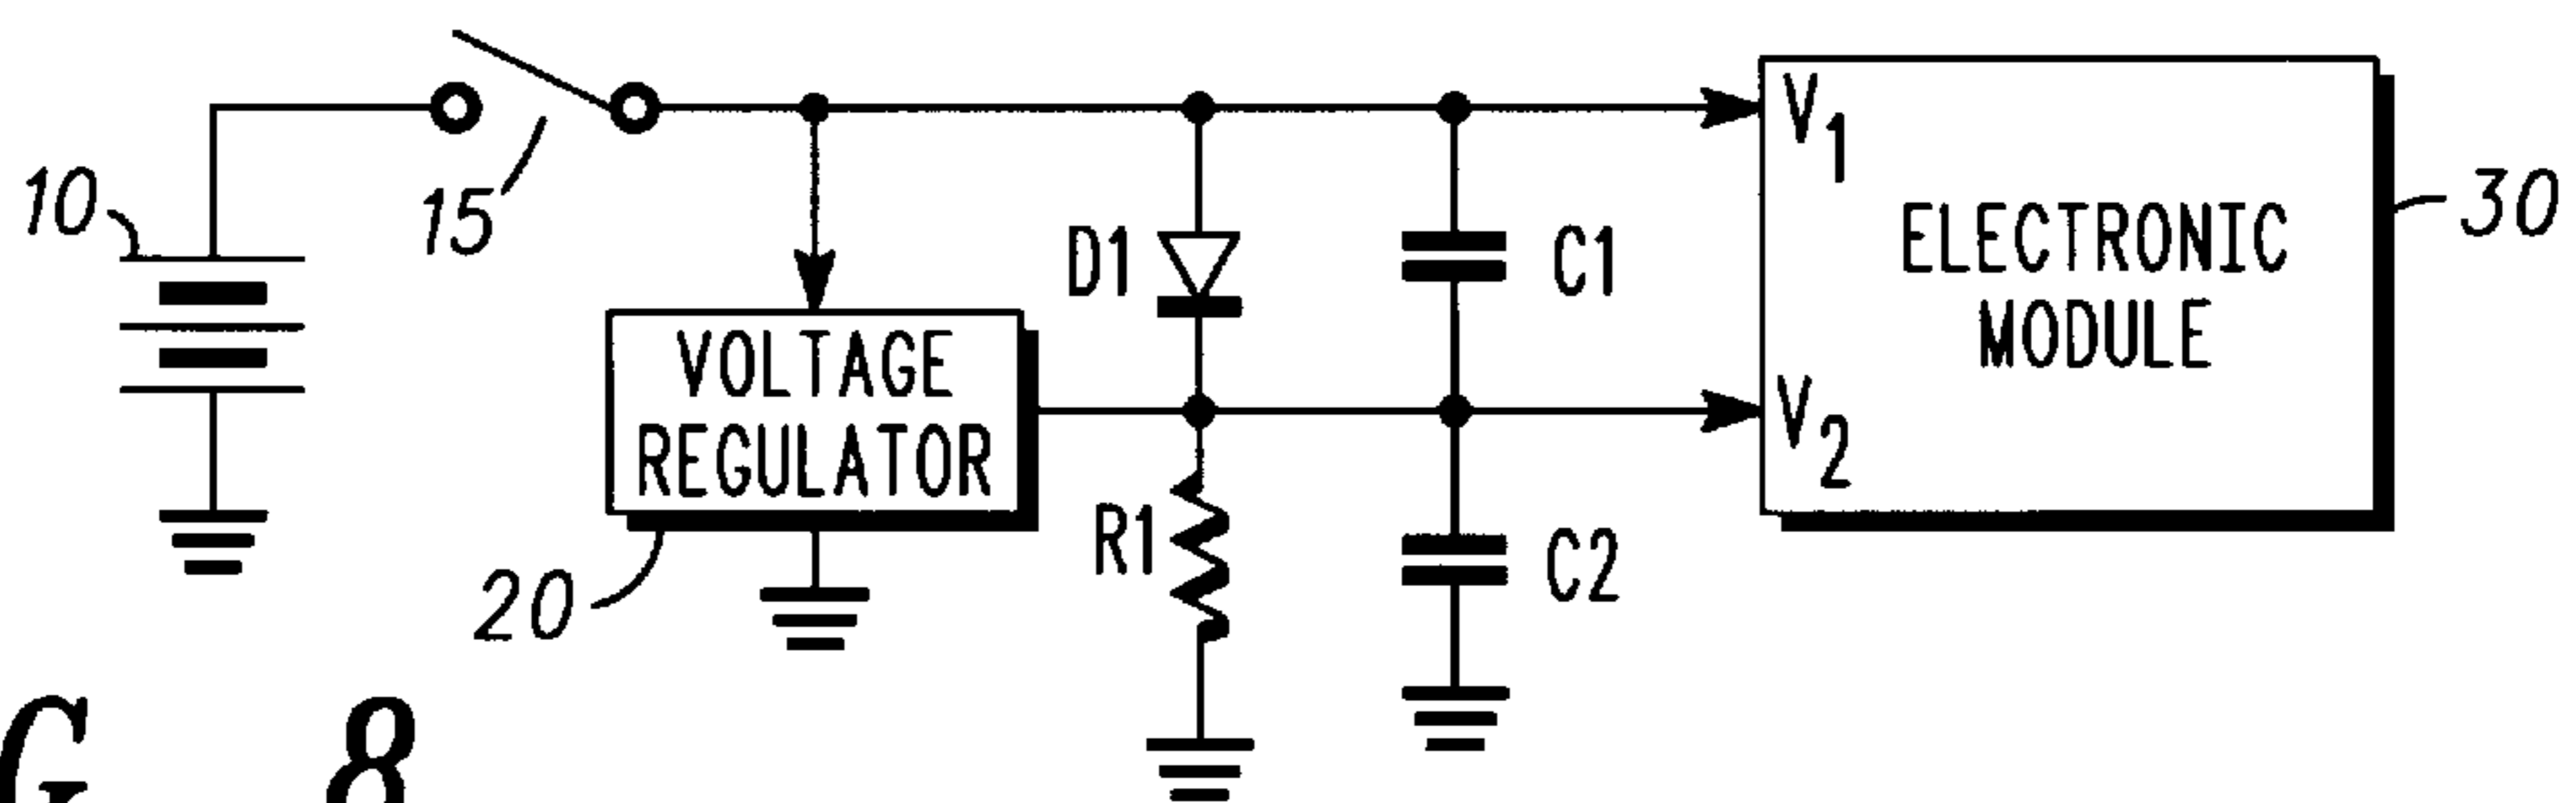 10
15
V1
ELECTRONIC
MODULE
30
D1
C1
VOLTAGE
REGULATOR
V2
R1
C2
20
G 8